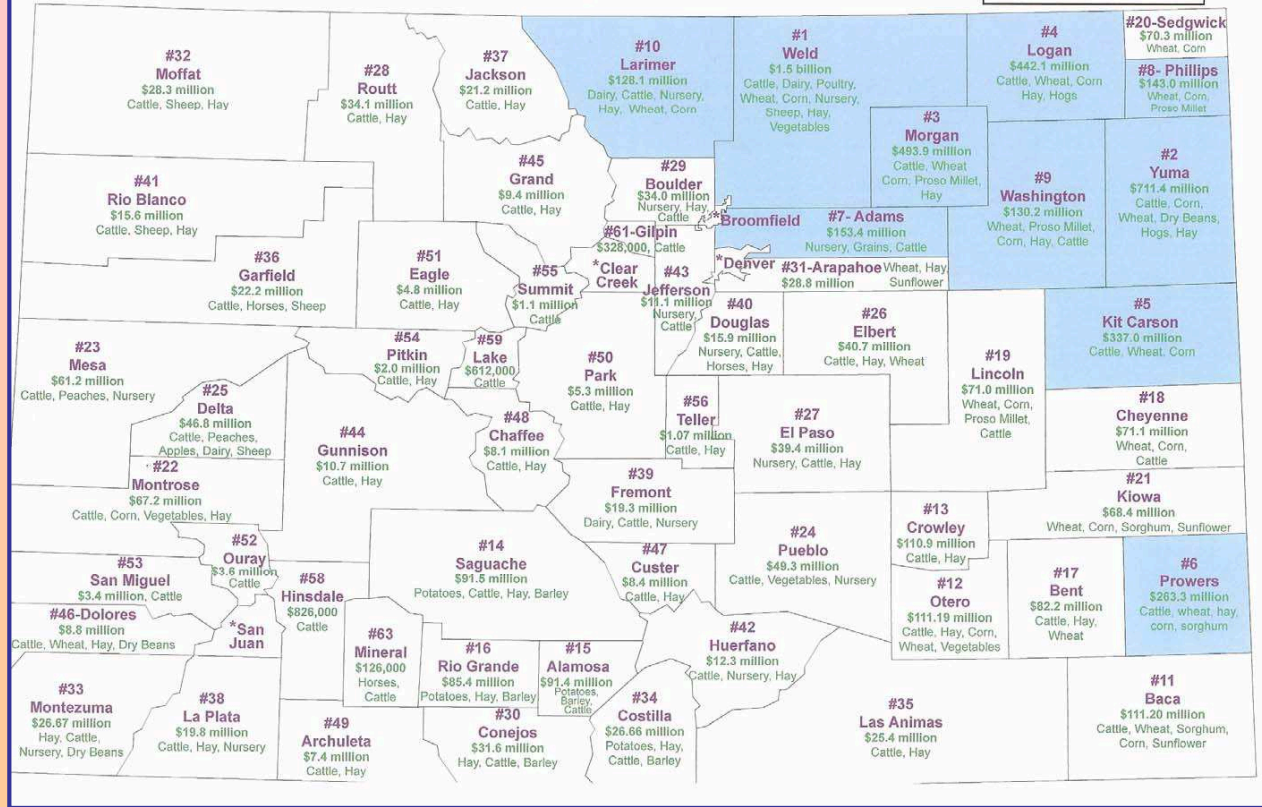 #32
Moffat
$28.3 million
Cattle, Sheep, Hay
#28
Routt
$34.1 million
Cattle, Hay
#37
Jackson
$21.2 million
Cattle, Hay
#10
Larimer
$128.1 million
Dairy, Cattle, Nursery,
Hay, Wheat, Corn
#1
Weld
$1.5 billion
Cattle, Dairy, Poultry,
Wheat, Corn, Nursery,
Sheep, Hay,
Vegetables
#4
Logan
$442.1 million
Cattle, Wheat, Corn
Hay, Hogs
#20-Sedgwick
$70.3 million
Wheat, Corn
#8- Phillips
$143.0 million
Wheat, Corn,
Proso Millet
#3
Morgan
$493.9 million
Cattle, Wheat
Corn, Proso Millet,
Hay
#2
Yuma
$711.4 million
Cattle, Corn,
Wheat, Dry Beans,
Hogs, Hay
#9
Washington
$130.2 million
Wheat, Proso Millet,
Corn, Hay, Cattle
#41
Rio Blanco
$15.6 million
Cattle, Sheep, Hay
#45
Grand
$9.4 million
Cattle, Hay
#29
Boulder
$34.0 million
Nursery, Hay,
Cattle
*Broomfield
#7- Adams
$153.4 million
Nursery, Grains, Cattle
#61-Gilpin
$328,000, Cattle
*Clear
Creek
#43
Jefferson
$11.1 million
Nursery,
Cattle
*Denver
#31-Arapahoe Wheat, Hay,
$28.8 million Sunflower
#36
Garfield
$22.2 million
Cattle, Horses, Sheep
#51
Eagle
$4.8 million
Cattle, Hay
#55
Summit
$1.1 million
Cattle
#40
Douglas
$15.9 million
Nursery, Cattle,
Horses, Hay
#26
Elbert
$40.7 million
Cattle, Hay, Wheat
#5
Kit Carson
$337.0 million
Cattle, Wheat, Corn
#23
Mesa
$61.2 million
Cattle, Peaches, Nursery
#54
Pitkin
$2.0 million
Cattle, Hay
#59
Lake
$612,000
Cattle
#50
Park
$5.3 million
Cattle, Hay
#19
Lincoln
$71.0 million
Wheat, Corn,
Proso Millet,
Cattle
#25
Delta
$46.8 million
Cattle, Peaches,
Apples, Dairy, Sheep
#44
Gunnison
$10.7 million
Cattle, Hay
#48
Chaffee
$8.1 million
Cattle, Hay
#56
Teller
$1.07 million
Cattle, Hay
#27
El Paso
$39.4 million
Nursery, Cattle, Hay
#18
Cheyenne
$71.1 million
Wheat, Corn,
Cattle
#22
Montrose
$67.2 million
Cattle, Corn, Vegetables, Hay
#39
Fremont
$19.3 million
Dairy, Cattle, Nursery
#21
Kiowa
$68.4 million
Wheat, Corn, Sorghum, Sunflower
#13
Crowley
$110.9 million
Cattle, Hay
#24
Pueblo
$49.3 million
Cattle, Vegetables, Nursery
#52
Ouray
$3.6 million
Cattle
#53
San Miguel
$3.4 million, Cattle
#14
Saguache
$91.5 million
Potatoes, Cattle, Hay, Barley
#47
Custer
$8.4 million
Cattle, Hay
#12
Otero
$111.19 million
Cattle, Hay, Corn,
Wheat, Vegetables
#17
Bent
$82.2 million
Cattle, Hay,
Wheat
#6
Prowers
$263.3 million
Cattle, wheat, hay,
corn, sorghum
#58
Hinsdale
$826,000
Cattle
#46-Dolores
$8.8 million
Cattle, Wheat, Hay, Dry Beans
*San
Juan
#63
Mineral
$126,000
Horses,
Cattle
#16
Rio Grande
$85.4 million
Potatoes, Hay, Barley
#15
Alamosa
$91.4 million
Potatoes,
Barley,
Cattle
#42
Huerfano
$12.3 million
Cattle, Nursery, Hay
#33
Montezuma
$26.67 million
Hay, Cattle,
Nursery, Dry Beans
#38
La Plata
$19.8 million
Cattle, Hay, Nursery
#49
Archuleta
$7.4 million
Cattle, Hay
#30
Conejos
$31.6 million
Hay, Cattle, Barley
#34
Costilla
$26.66 million
Potatoes, Hay,
Cattle, Barley
#35
Las Animas
$25.4 million
Cattle, Hay
#11
Baca
$111.20 million
Cattle, Wheat, Sorghum,
Corn, Sunflower